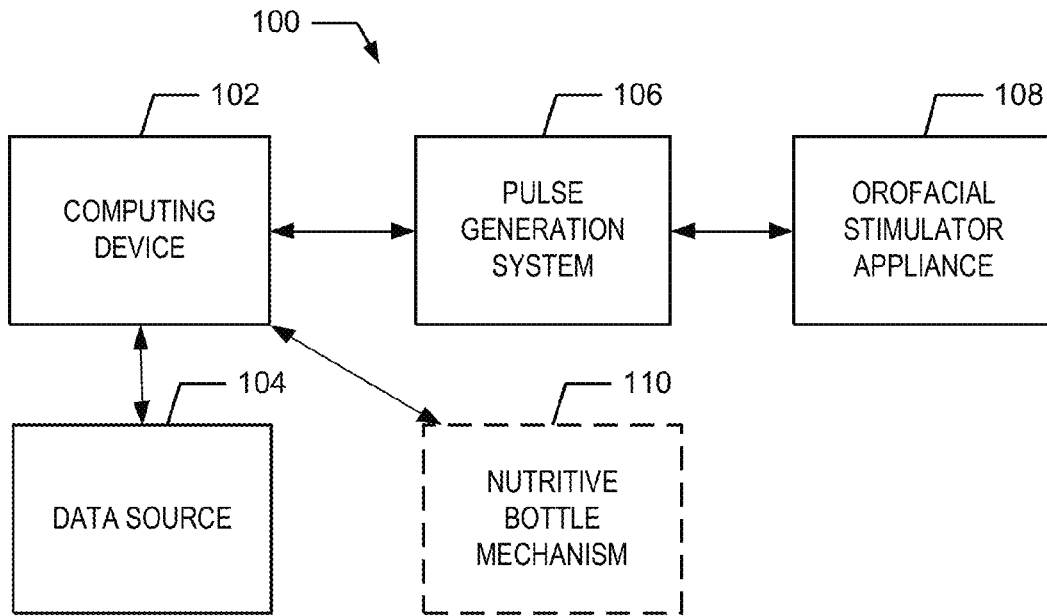 100
102
106
108
COMPUTING
DEVICE
PULSE
GENERATION
SYSTEM
OROFACIAL
STIMULATOR
APPLIANCE
104
110
DATA SOURCE
NUTRITIVE
BOTTLE
MECHANISM